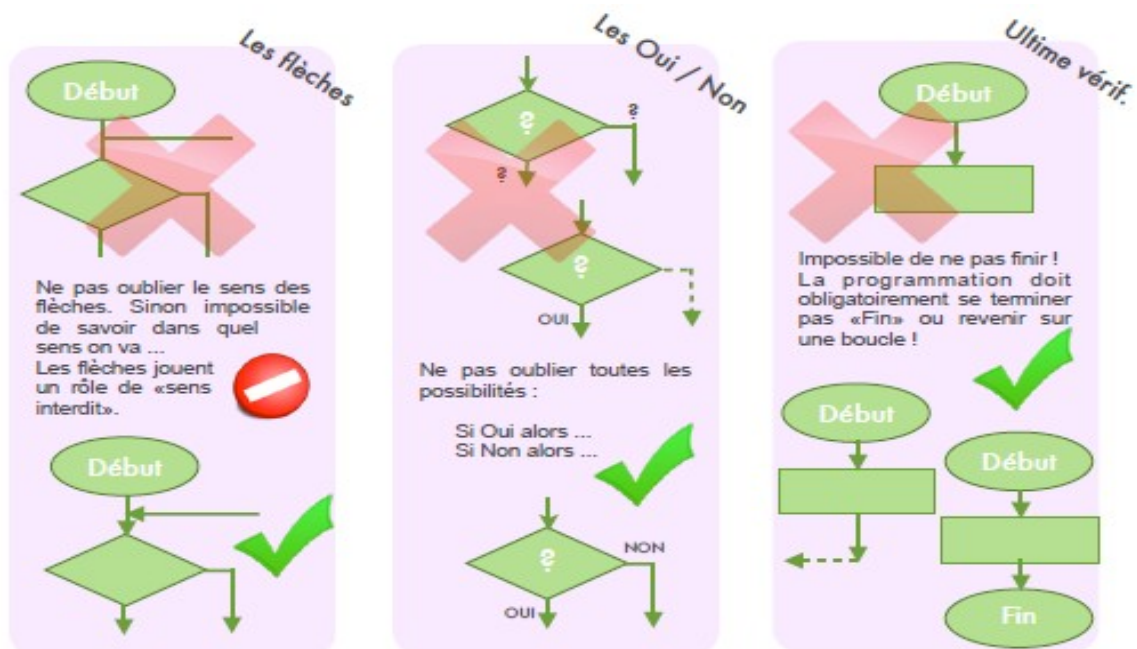 Les flèches
Début
Ne pas oublier le sens des
flèches. Sinon impossible
de savoir dans quel
sens on va ...
Les flèches jouent
un rôle de «sens
interdit».
Début
Les Oui / Non
?
?
?
?
OUI
Ne pas oublier toutes les
possibilités :
Si Oui alors ...
Si Non alors ...
?
NON
OUI
Ultime vérif.
Début
Impossible de ne pas finir !
La programmation doit
obligatoirement se terminer
pas «Fin» ou revenir sur
une boucle !
Début
Début
Fin